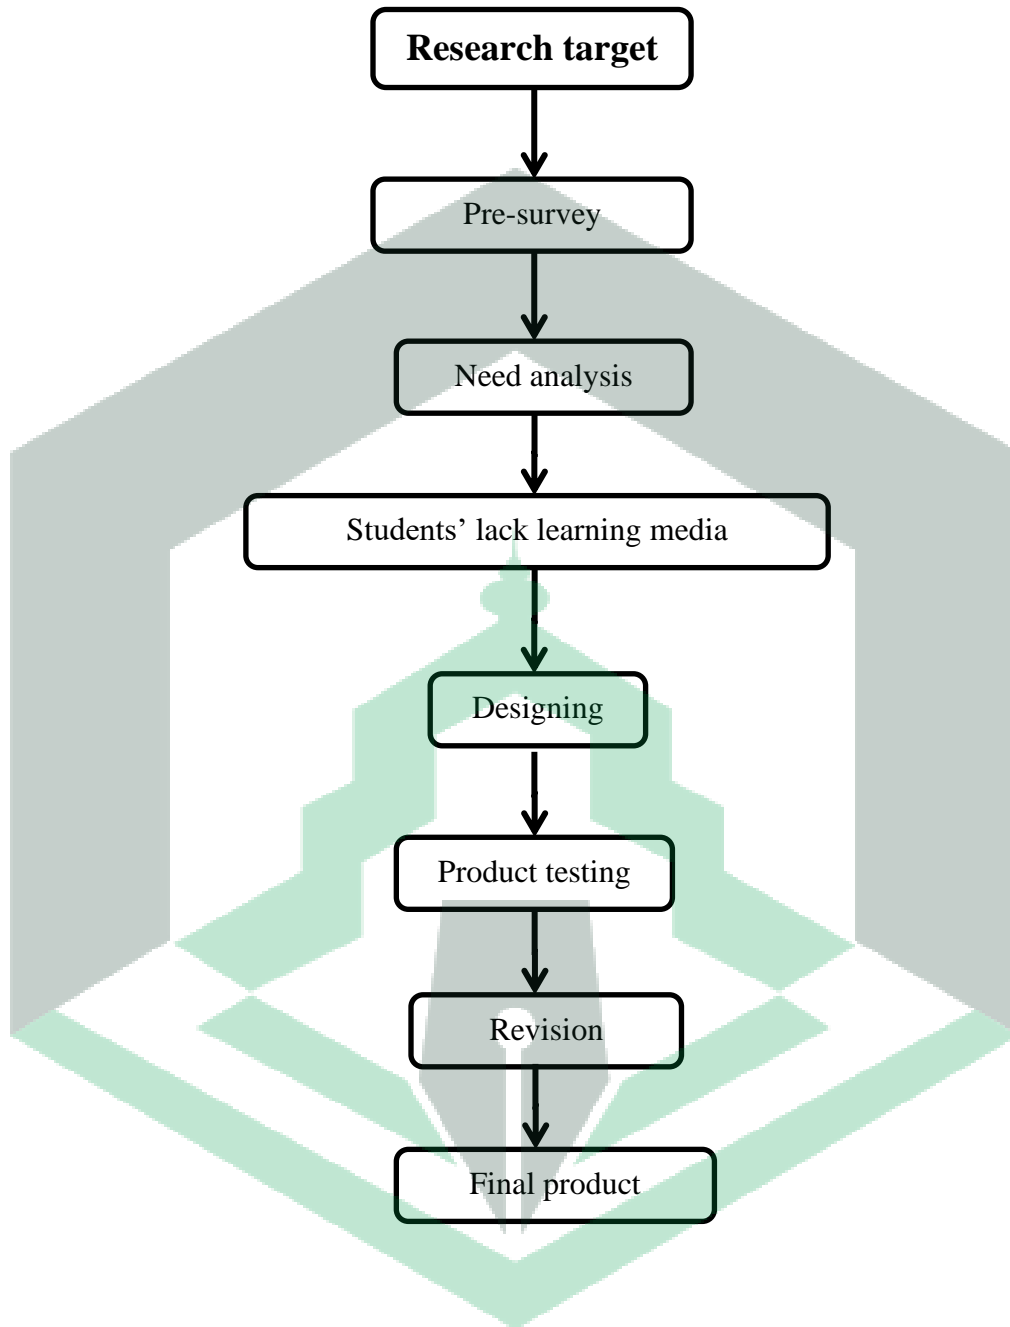 Research target
Pre-survey
Need analysis
Students’ lack learning media
Designing
Product testing
Revision
Final product